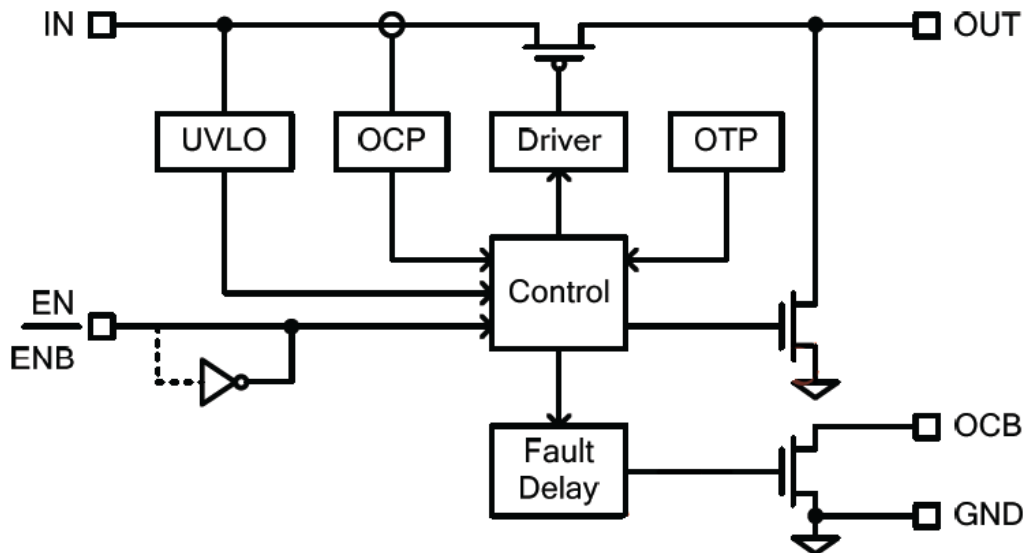 IN
OUT
UVLO
OCP
Driver
OTP
Control
EN
ENB
Fault
Delay
OCB
GND